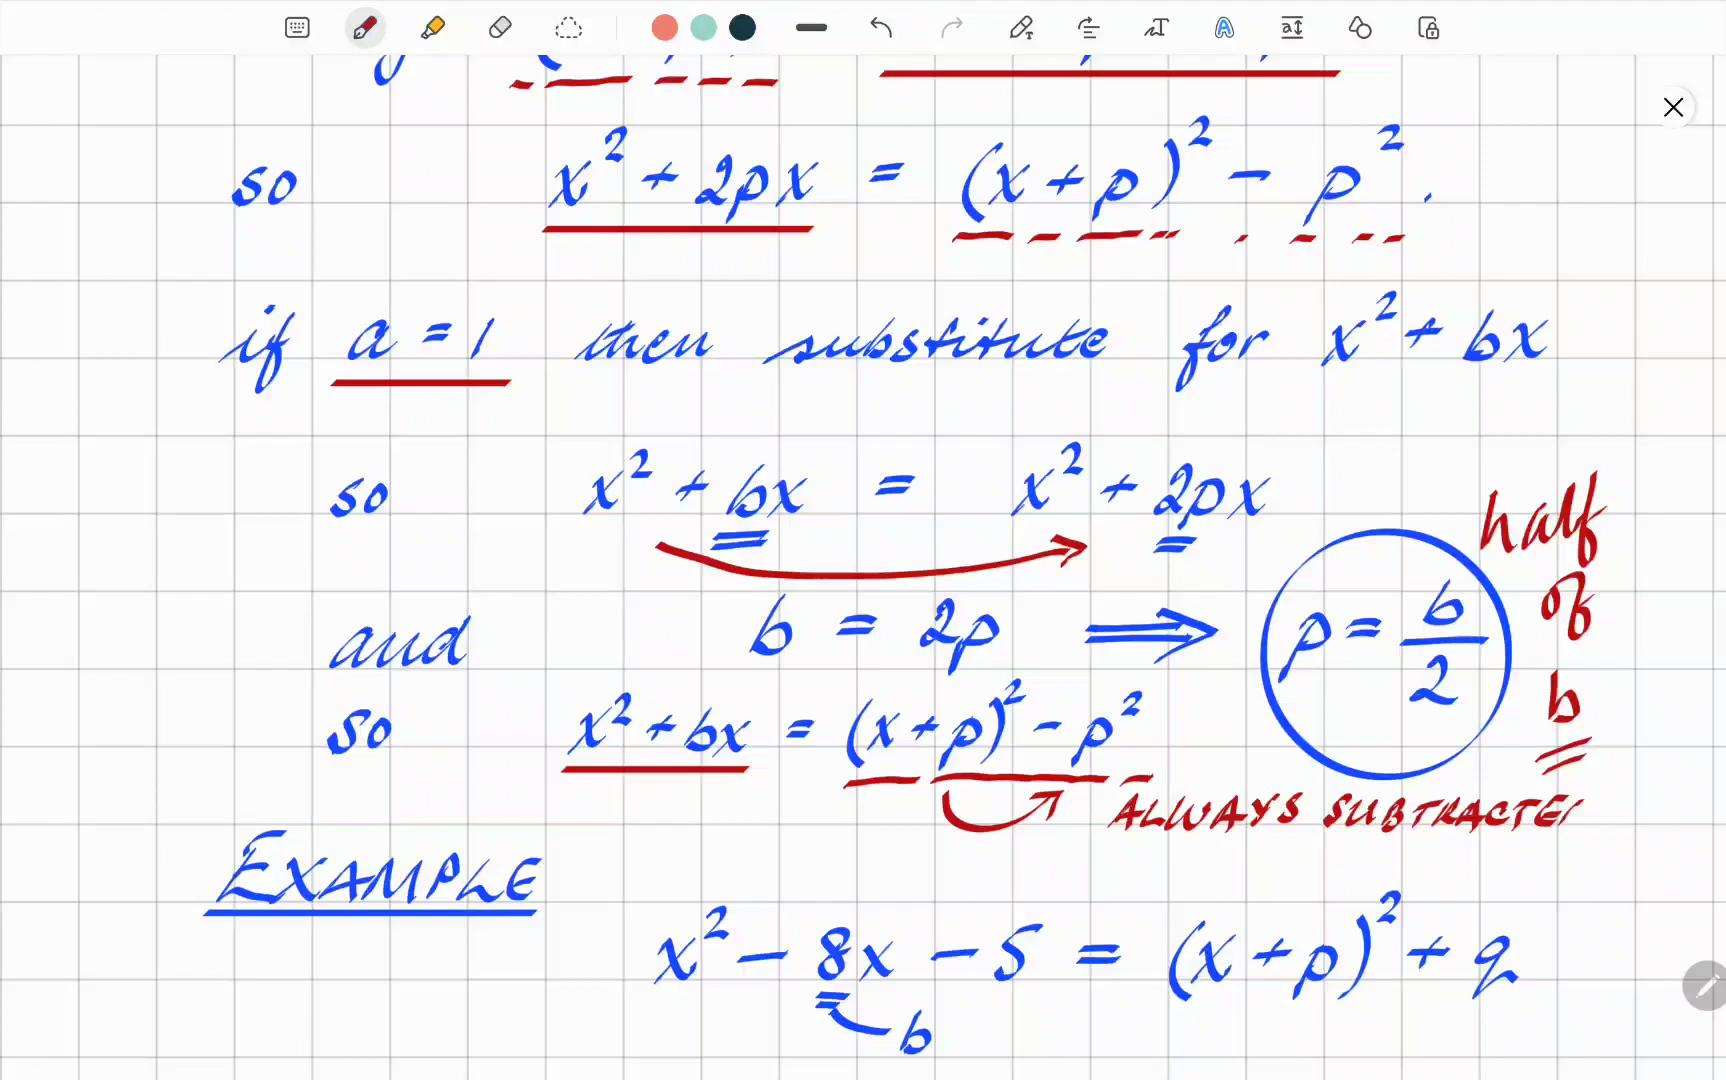 so x² + 2px = (x + p)² - p².
if a = 1 then substitute for x² + bx
so x² + bx = x² + 2px
half
of
b
and b = 2p ⟹ p = b/2
so x² + bx = (x + p)² - p²
ALWAYS SUBTRACTE
EXAMPLE
x² - 8x - 5 = (x + p)² + q
b